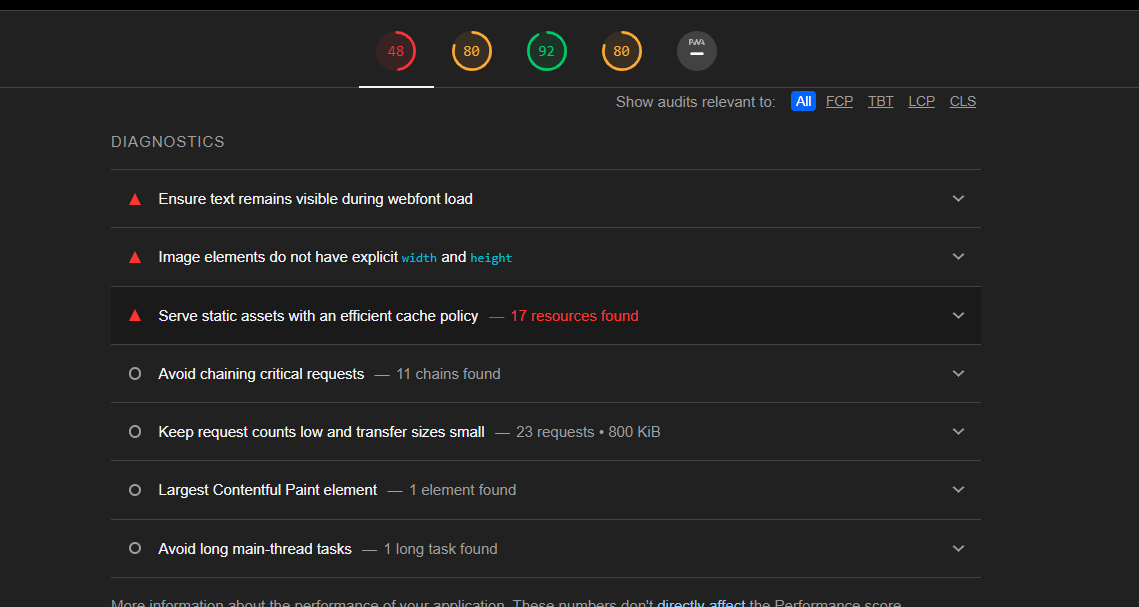 48 80 92 80 PWA
Show audits relevant to: All FCP TBT LCP CLS
DIAGNOSTICS
Ensure text remains visible during webfont load
Image elements do not have explicit width and height
Serve static assets with an efficient cache policy — 17 resources found
Avoid chaining critical requests — 11 chains found
Keep request counts low and transfer sizes small — 23 requests • 800 KiB
Largest Contentful Paint element — 1 element found
Avoid long main-thread tasks — 1 long task found
More information about the performance of your application. These numbers don't directly affect the Performance score.